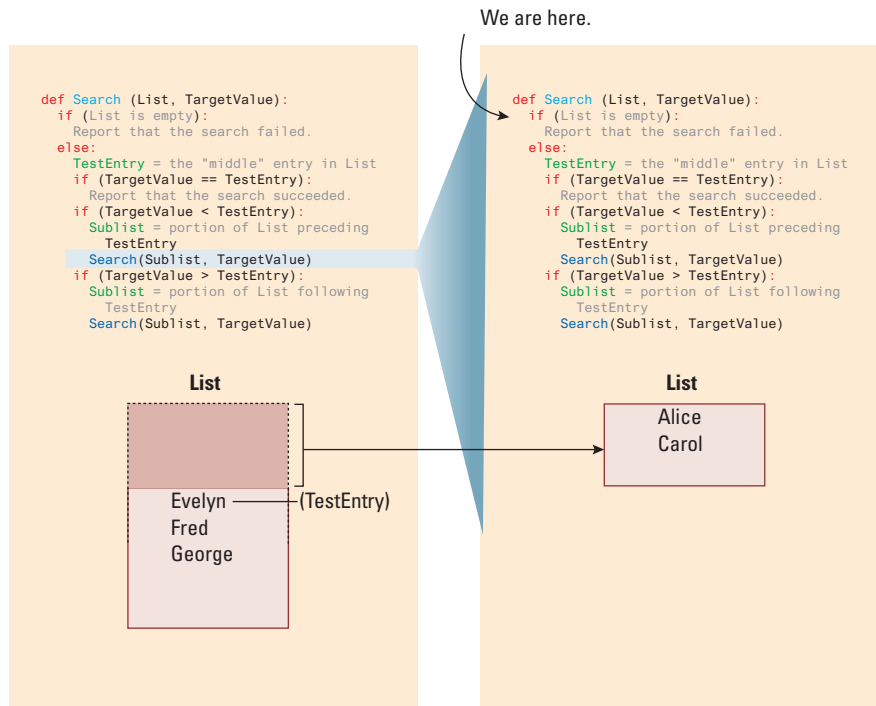 We are here.
def Search (List, TargetValue):
if (List is empty):
Report that the search failed.
else:
TestEntry = the "middle" entry in List
if (TargetValue == TestEntry):
Report that the search succeeded.
if (TargetValue < TestEntry):
Sublist = portion of List preceding
TestEntry
Search(Sublist, TargetValue)
if (TargetValue > TestEntry):
Sublist = portion of List following
TestEntry
Search(Sublist, TargetValue)
List
Evelyn (TestEntry)
Fred
George
def Search (List, TargetValue):
if (List is empty):
Report that the search failed.
else:
TestEntry = the "middle" entry in List
if (TargetValue == TestEntry):
Report that the search succeeded.
if (TargetValue < TestEntry):
Sublist = portion of List preceding
TestEntry
Search(Sublist, TargetValue)
if (TargetValue > TestEntry):
Sublist = portion of List following
TestEntry
Search(Sublist, TargetValue)
List
Alice
Carol